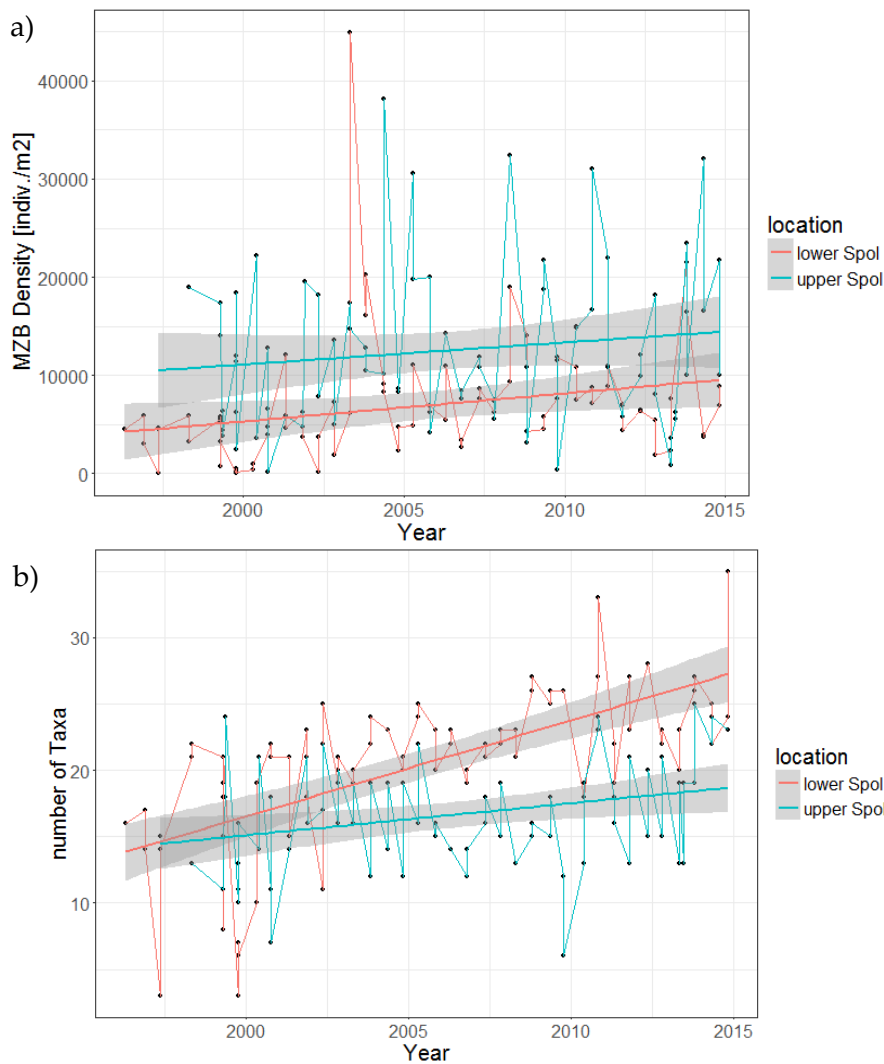 a)
MZB Density [indiv./m2]
40000
30000
20000
10000
0
2000
2005
2010
2015
Year
location
lower Spol
upper Spol
b)
number of Taxa
30
20
10
2000
2005
2010
2015
Year
location
lower Spol
upper Spol